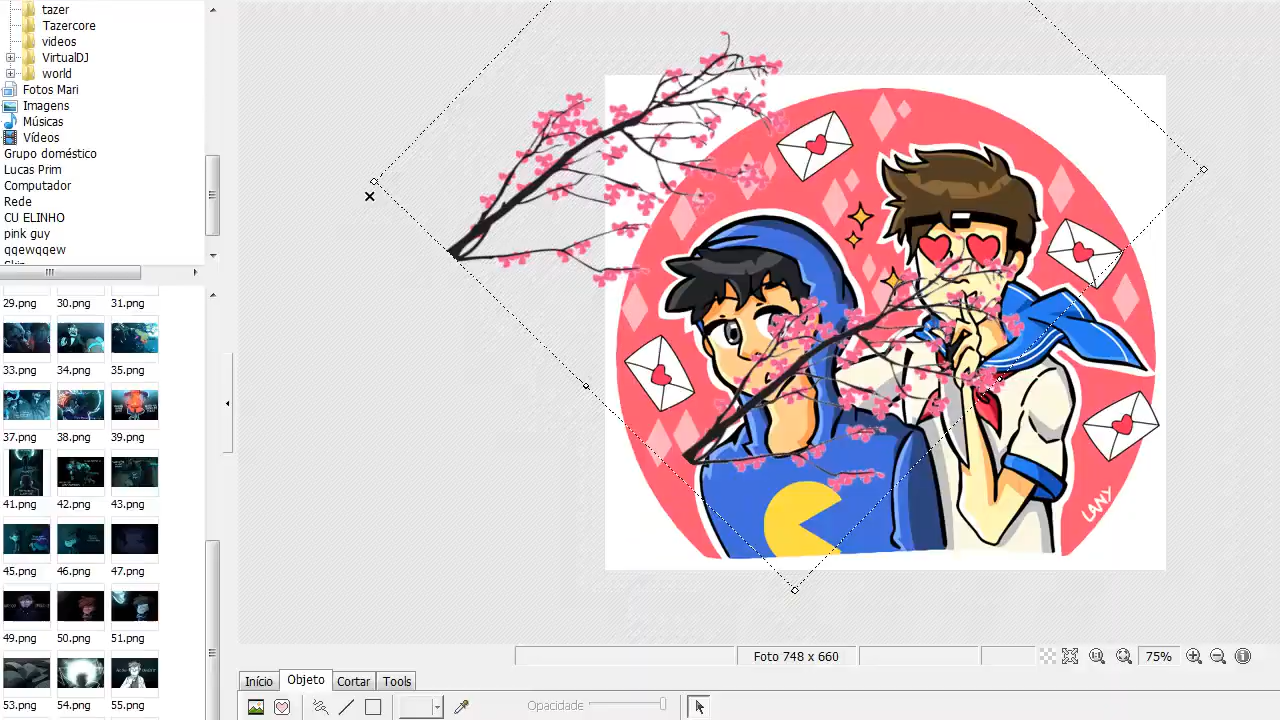 tazer
Tazercore
videos
VirtualDJ
world
Fotos Mari
Imagens
Músicas
Vídeos
Grupo doméstico
Lucas Prim
Computador
Rede
CU ELINHO
pink guy
qqewqqew
29.png 30.png 31.png
33.png 34.png 35.png
37.png 38.png 39.png
41.png 42.png 43.png
45.png 46.png 47.png
49.png 50.png 51.png
53.png 54.png 55.png
LANY
Foto 748 x 660
75%
Início Objeto Cortar Tools
Opacidade